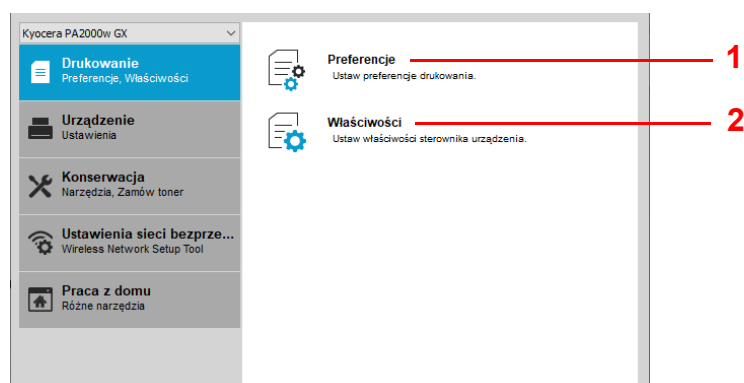 Kyocera PA2000w GX
Drukowanie
Preferencje, Właściwości
Urządzenie
Ustawienia
Konserwacja
Narzędzia, Zamów toner
Ustawienia sieci bezprze...
Wireless Network Setup Tool
Praca z domu
Różne narzędzia
Preferencje
Ustaw preferencje drukowania.
1
Właściwości
Ustaw właściwości sterownika urządzenia.
2